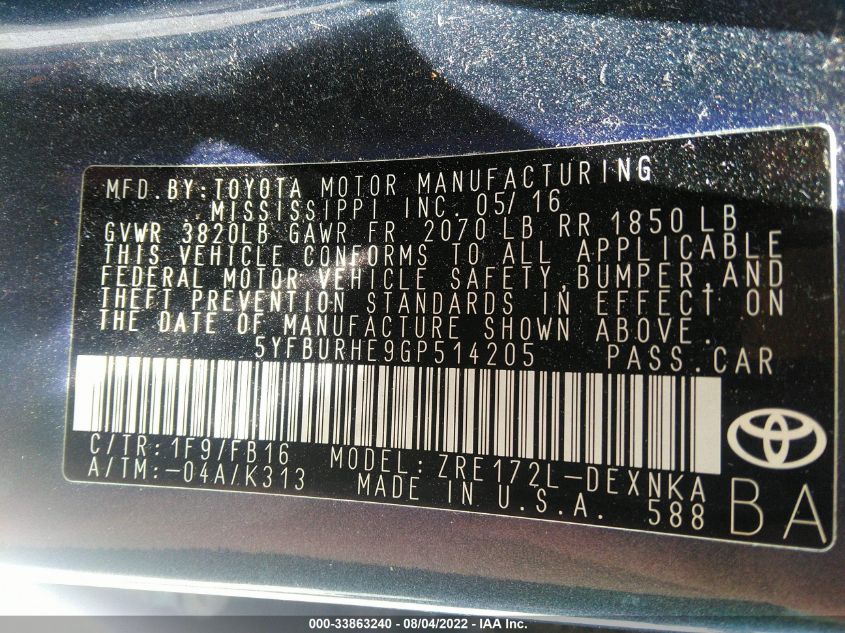 MFD.BY:TOYOTA MOTOR MANUFACTURING
MISSISSIPPI INC. 05/16
GVWR 3820LB GAWR FR 2070 LB RR 1850 LB
THIS VEHICLE CONFORMS TO ALL APPLICABLE
FEDERAL MOTOR VEHICLE SAFETY,BUMPER,AND
THEFT PREVENTION STANDARDS IN EFFECT ON
THE DATE OF MANUFACTURE SHOWN ABOVE.
5YFBURHE9GP514205 PASS.CAR
C/TR:1F9/FB16 MODEL:ZRE172L-DEXNKA
A/TM:-04A/K313 MADE IN U.S.A. 588
BA
000-33863240 - 08/04/2022 - IAA Inc.